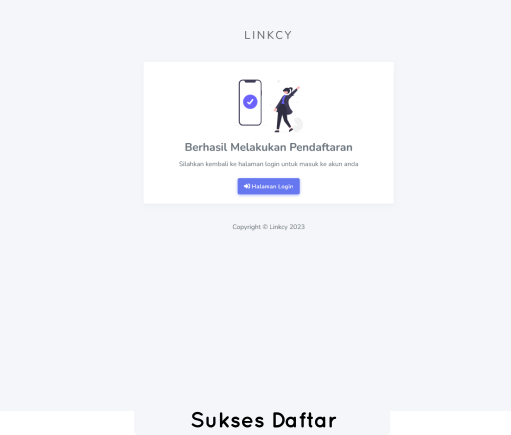 LINKCY
Berhasil Melakukan Pendaftaran
Silahkan kembali ke halaman login untuk masuk ke akun anda
Halaman Login
Copyright © Linkcy 2023
Sukses Daftar